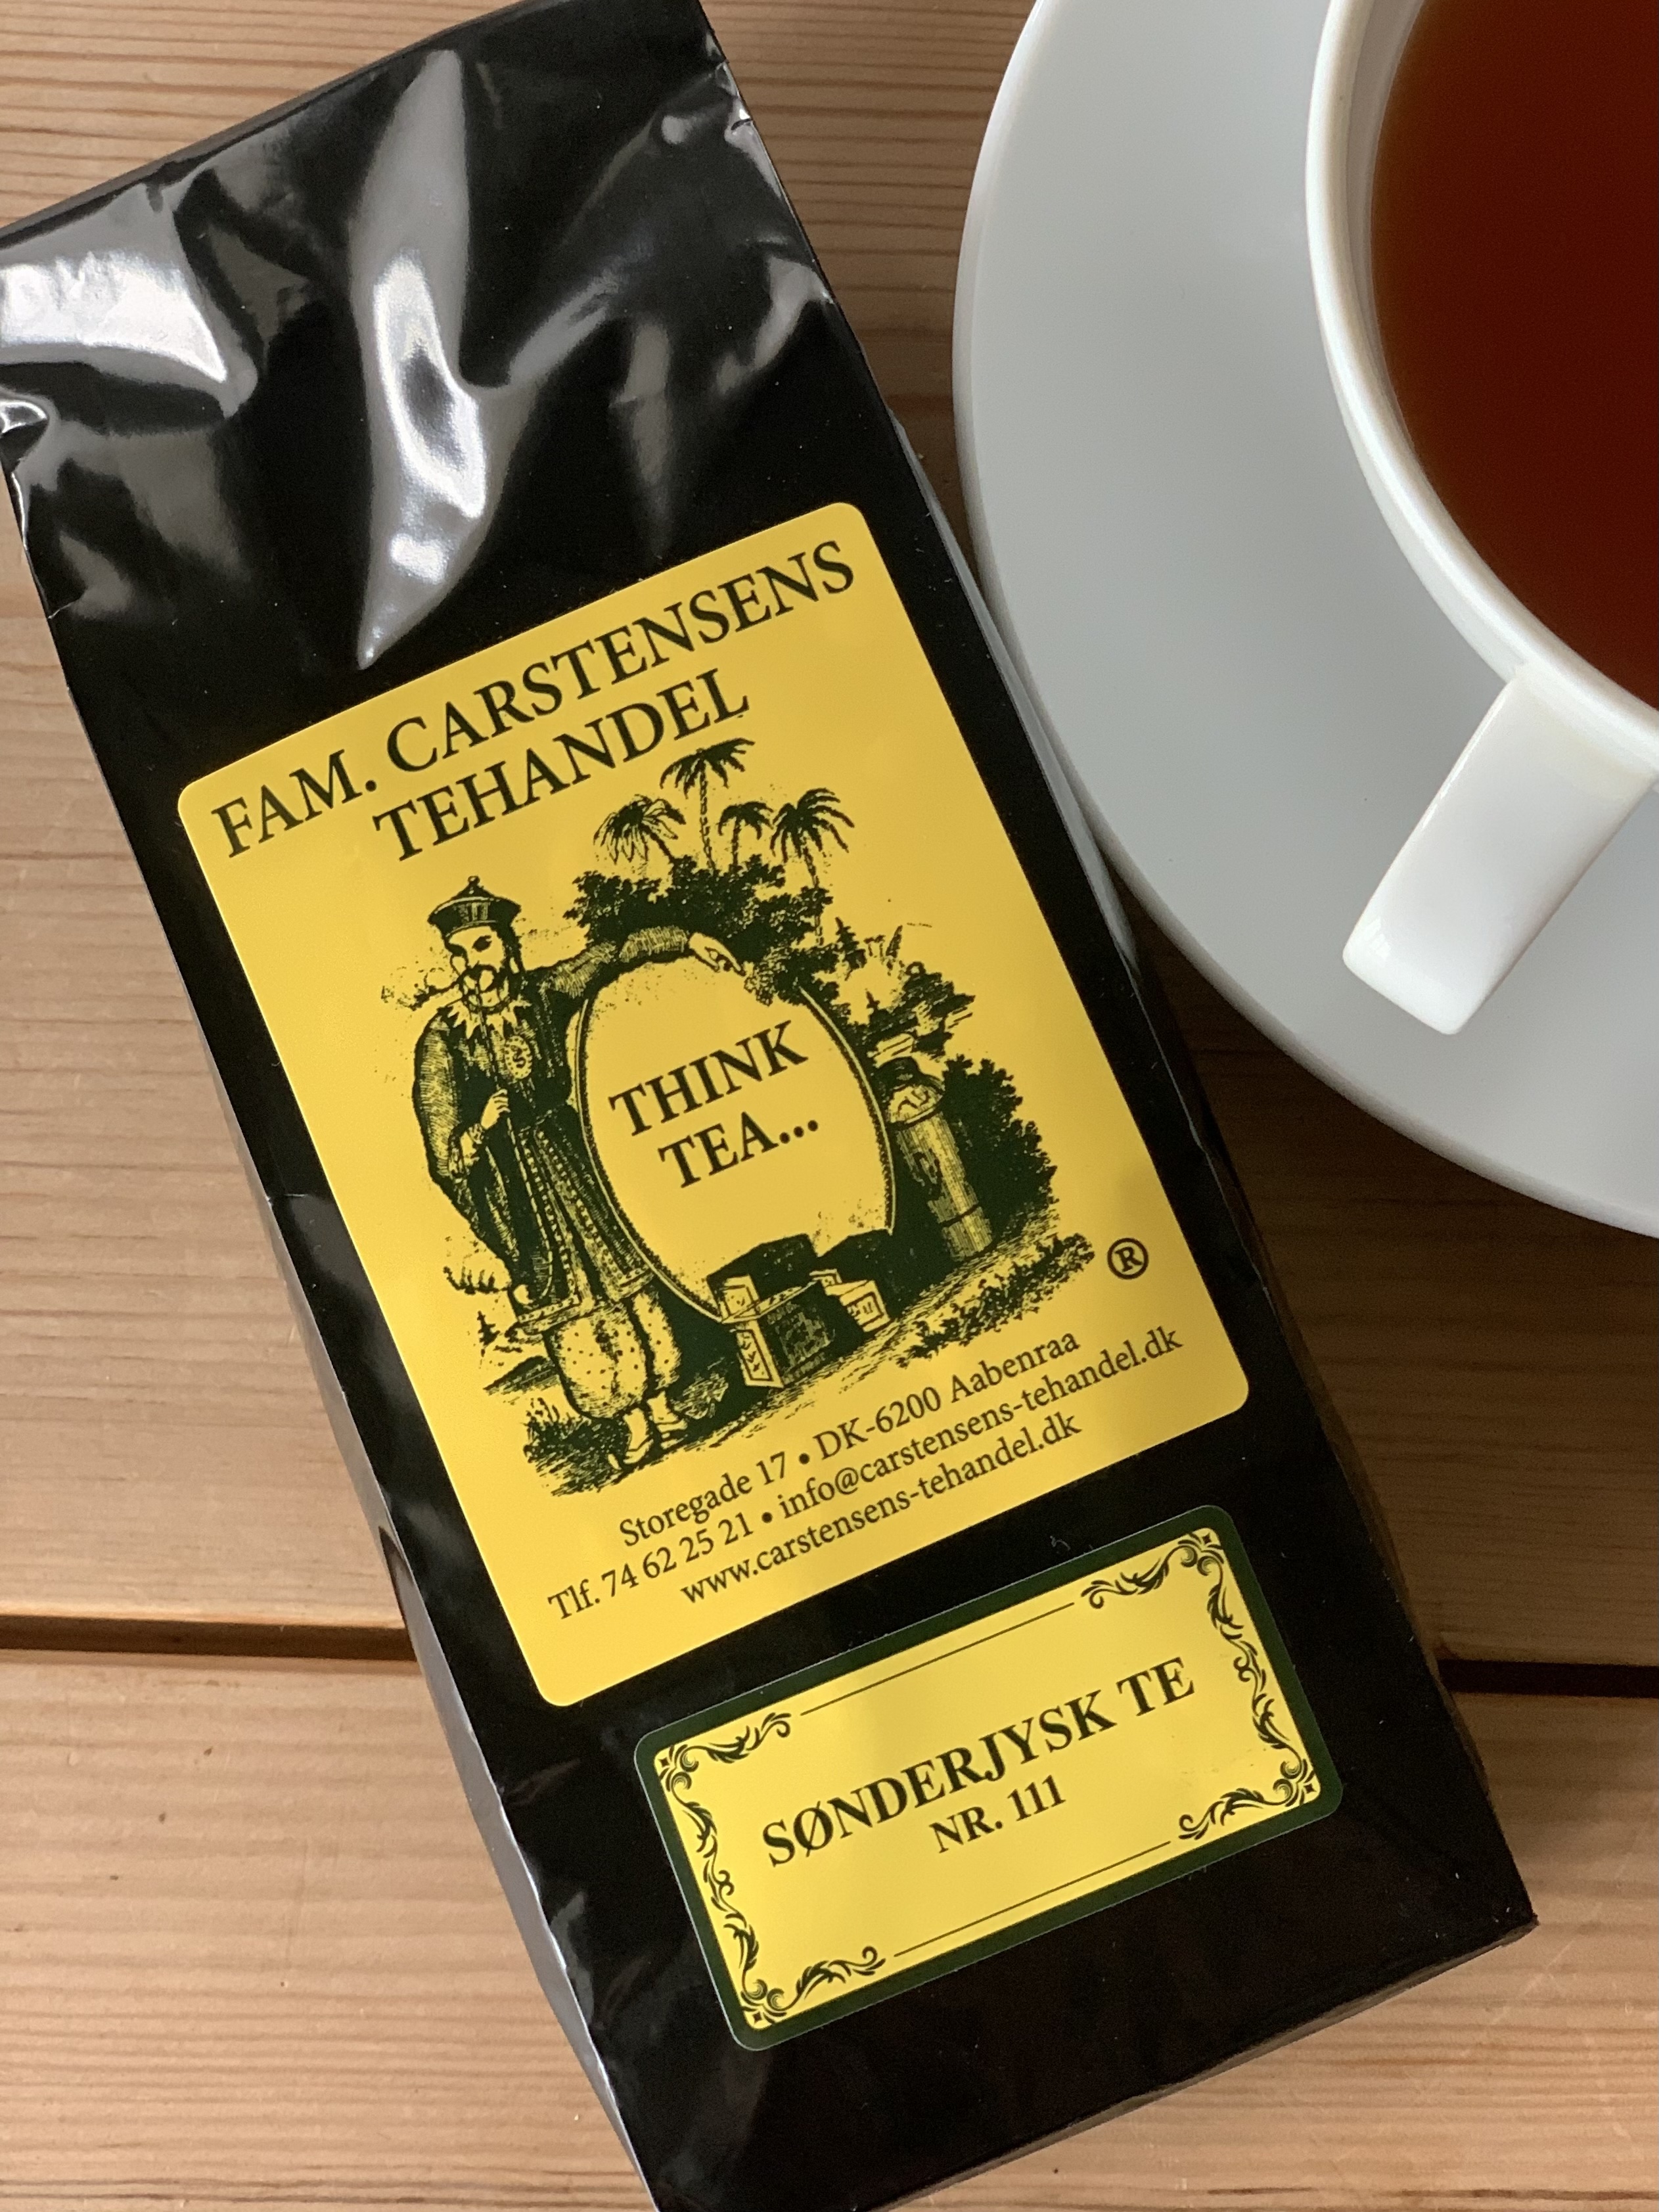 FAM. CARSTENSENS
TEHANDEL
THINK
TEA...
®
Storegade 17 • DK-6200 Aabenraa
Tlf. 74 62 25 21 • info@carstensens-tehandel.dk
www.carstensens-tehandel.dk
SØNDERJYSK TE
NR. 111